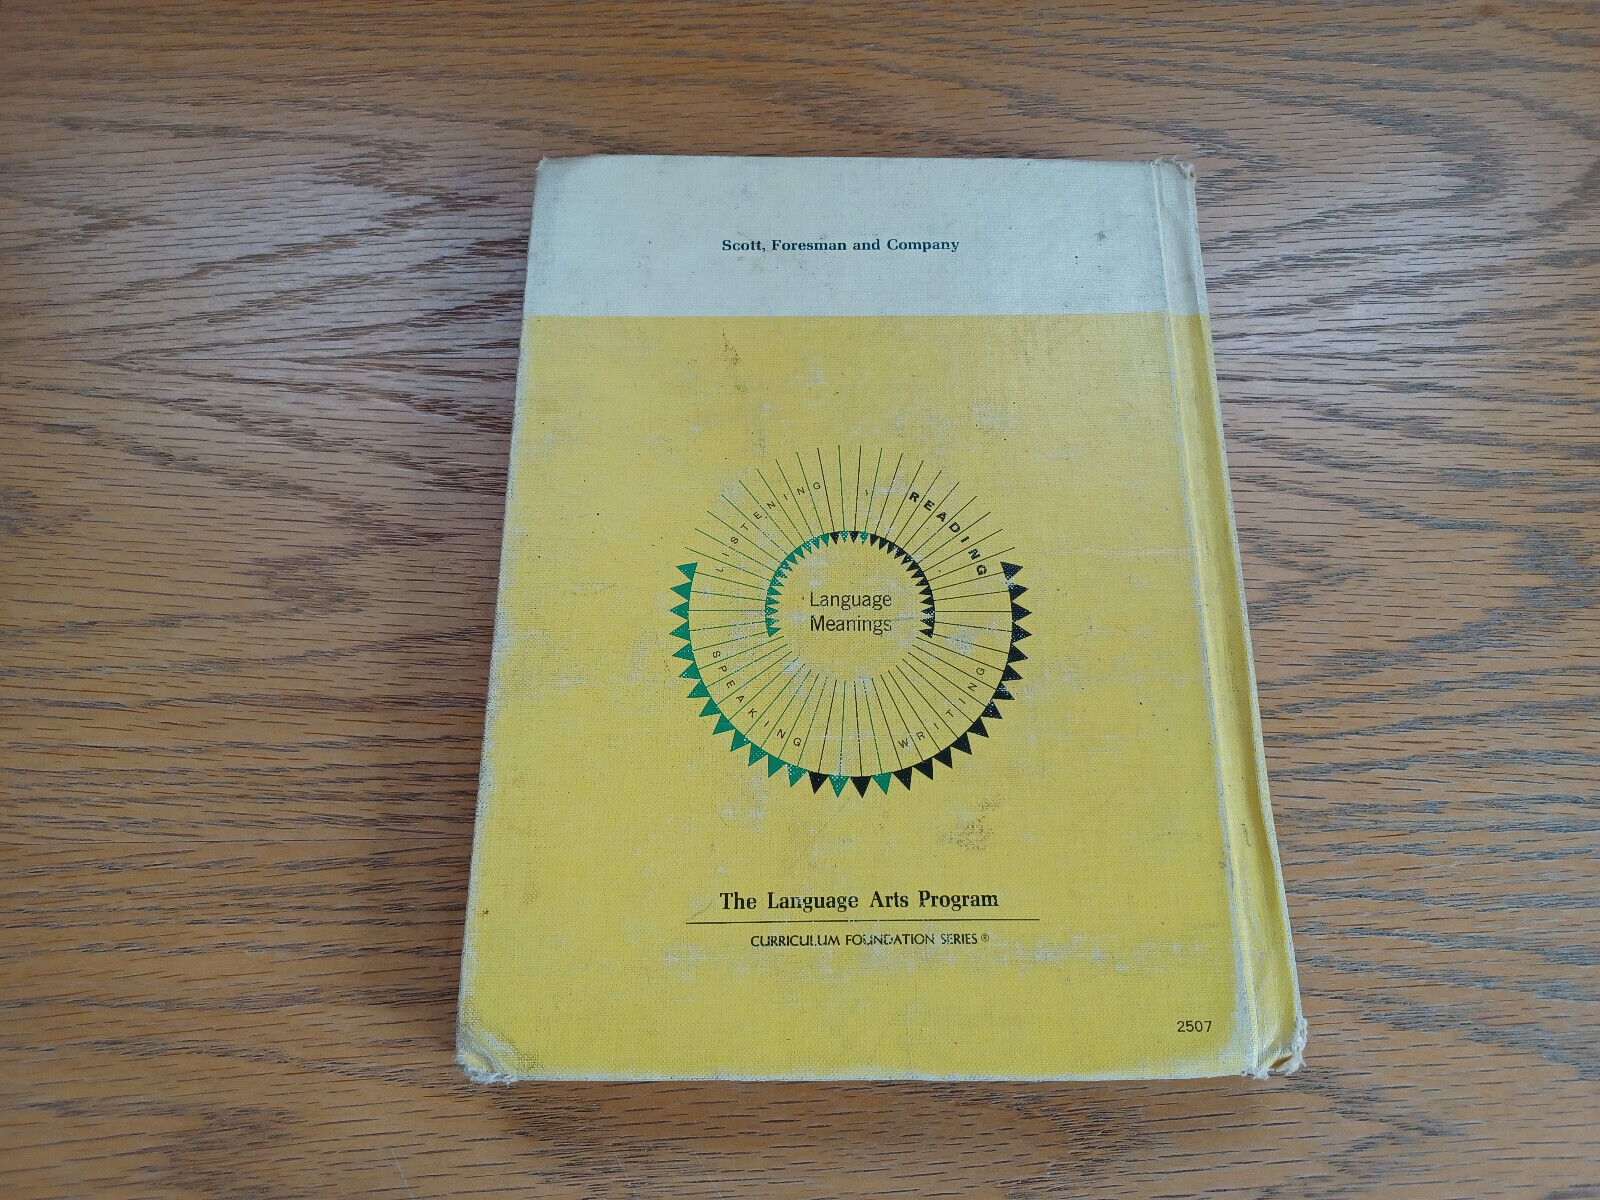 Scott, Foresman and Company
LISTENING
READING
Language
Meanings
SPEAKING
WRITING
The Language Arts Program
CURRICULUM FOUNDATION SERIES®
2507